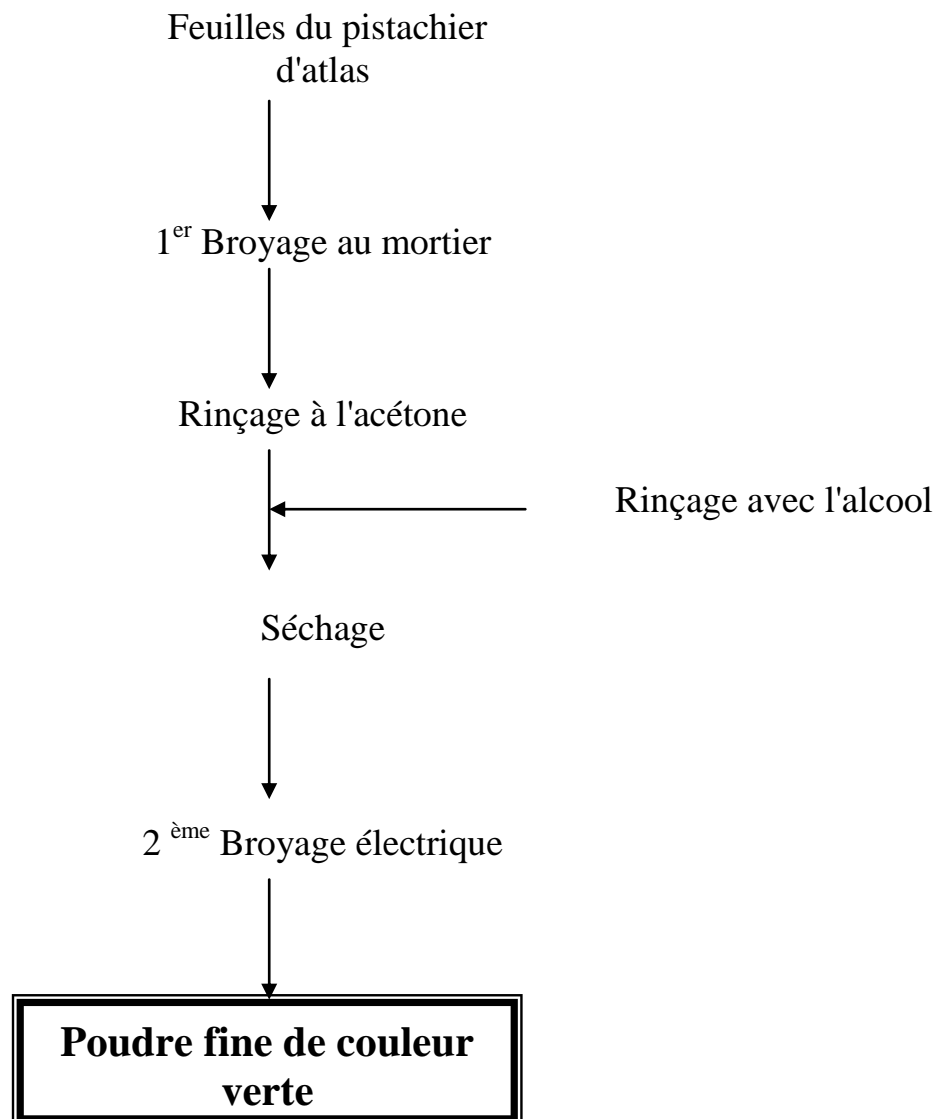 Feuilles du pistachier
d'atlas
1er Broyage au mortier
Rinçage à l'acétone
Rinçage avec l'alcool
Séchage
2 ème Broyage électrique
Poudre fine de couleur
verte